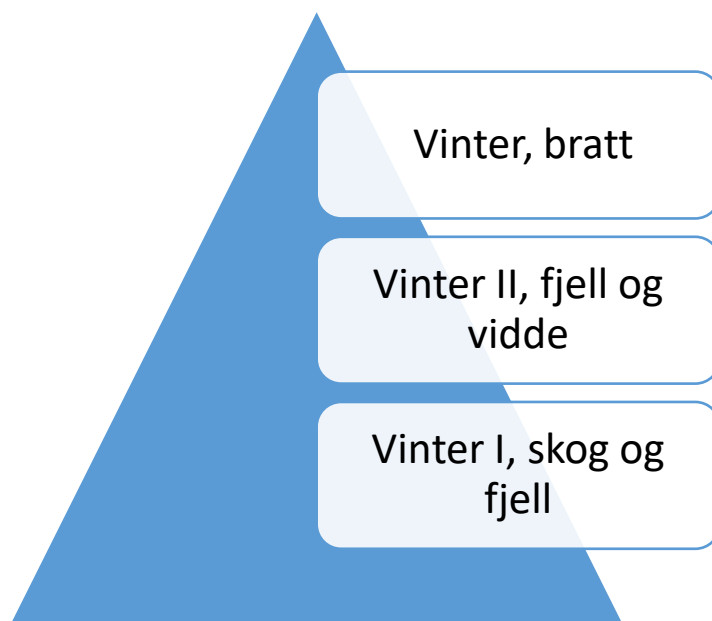 Vinter, bratt
Vinter II, fjell og
vidde
Vinter I, skog og
fjell